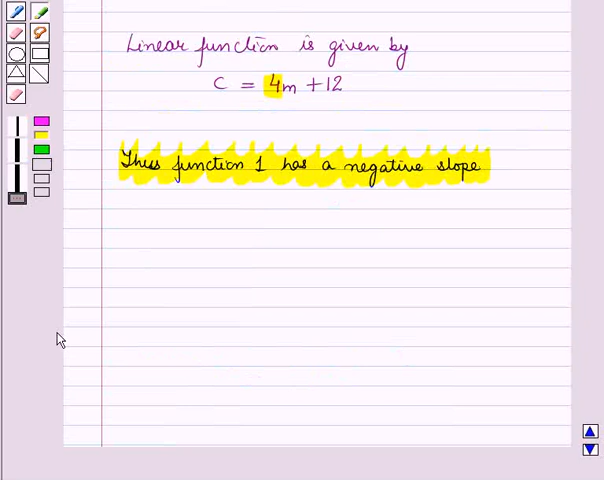 Linear function is given by
c = 4m + 12
Thus function 1 has a negative slope